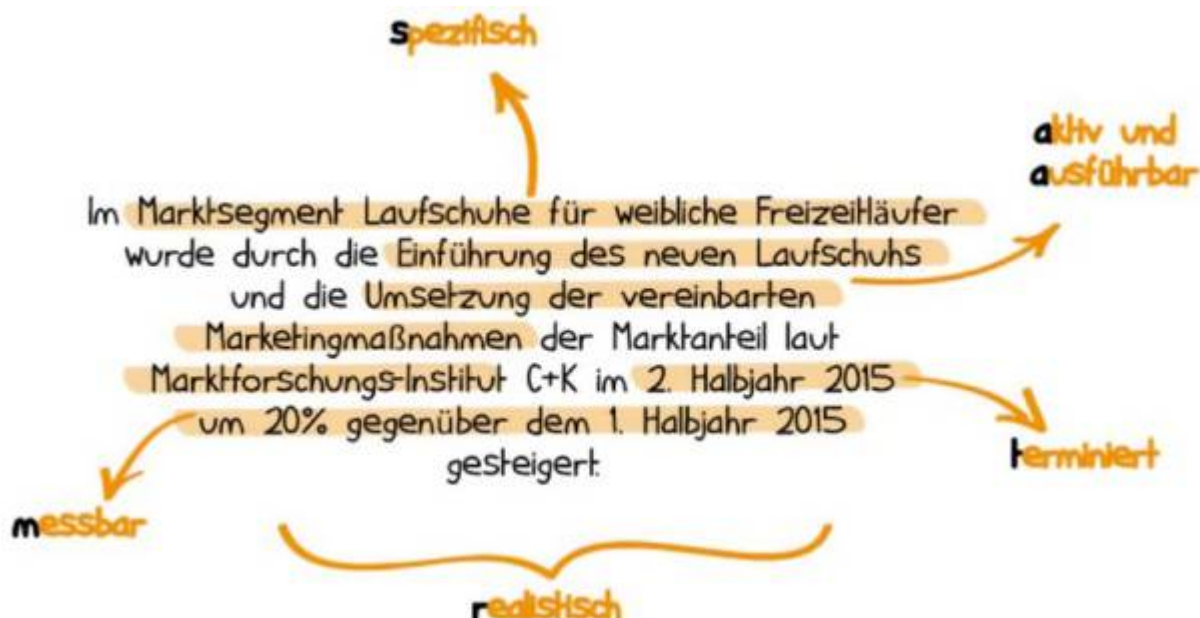 spezifisch
aktiv und
ausführbar
Im Marktsegment Laufschuhe für weibliche Freizeitläufer
wurde durch die Einführung des neuen Laufschuhs
und die Umsetzung der vereinbarten
Marketingmaßnahmen der Marktanteil laut
Marktforschungs-Institut C+K im 2. Halbjahr 2015
um 20% gegenüber dem 1. Halbjahr 2015
gesteigert.
terminiert
messbar
realistisch